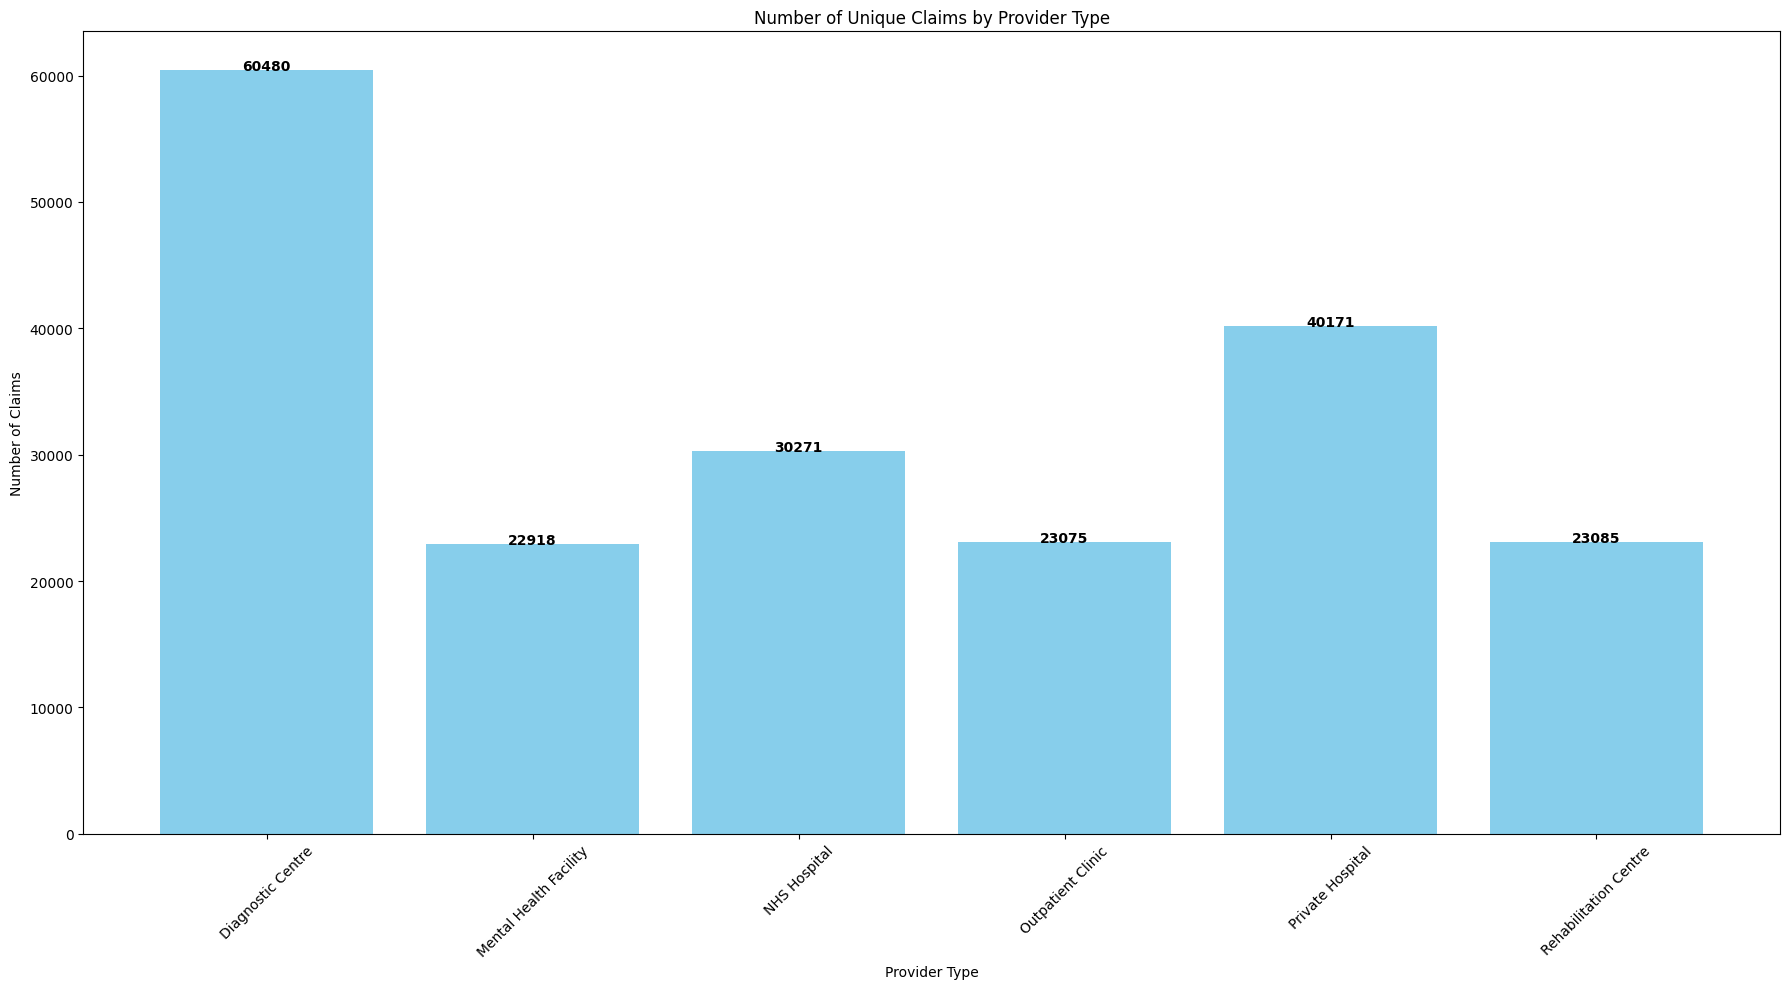 Number of Unique Claims by Provider Type
Number of Claims
60000
50000
40000
30000
20000
10000
0
60480
22918
30271
23075
40171
23085
Diagnostic Centre
Mental Health Facility
NHS Hospital
Outpatient Clinic
Private Hospital
Rehabilitation Centre
Provider Type